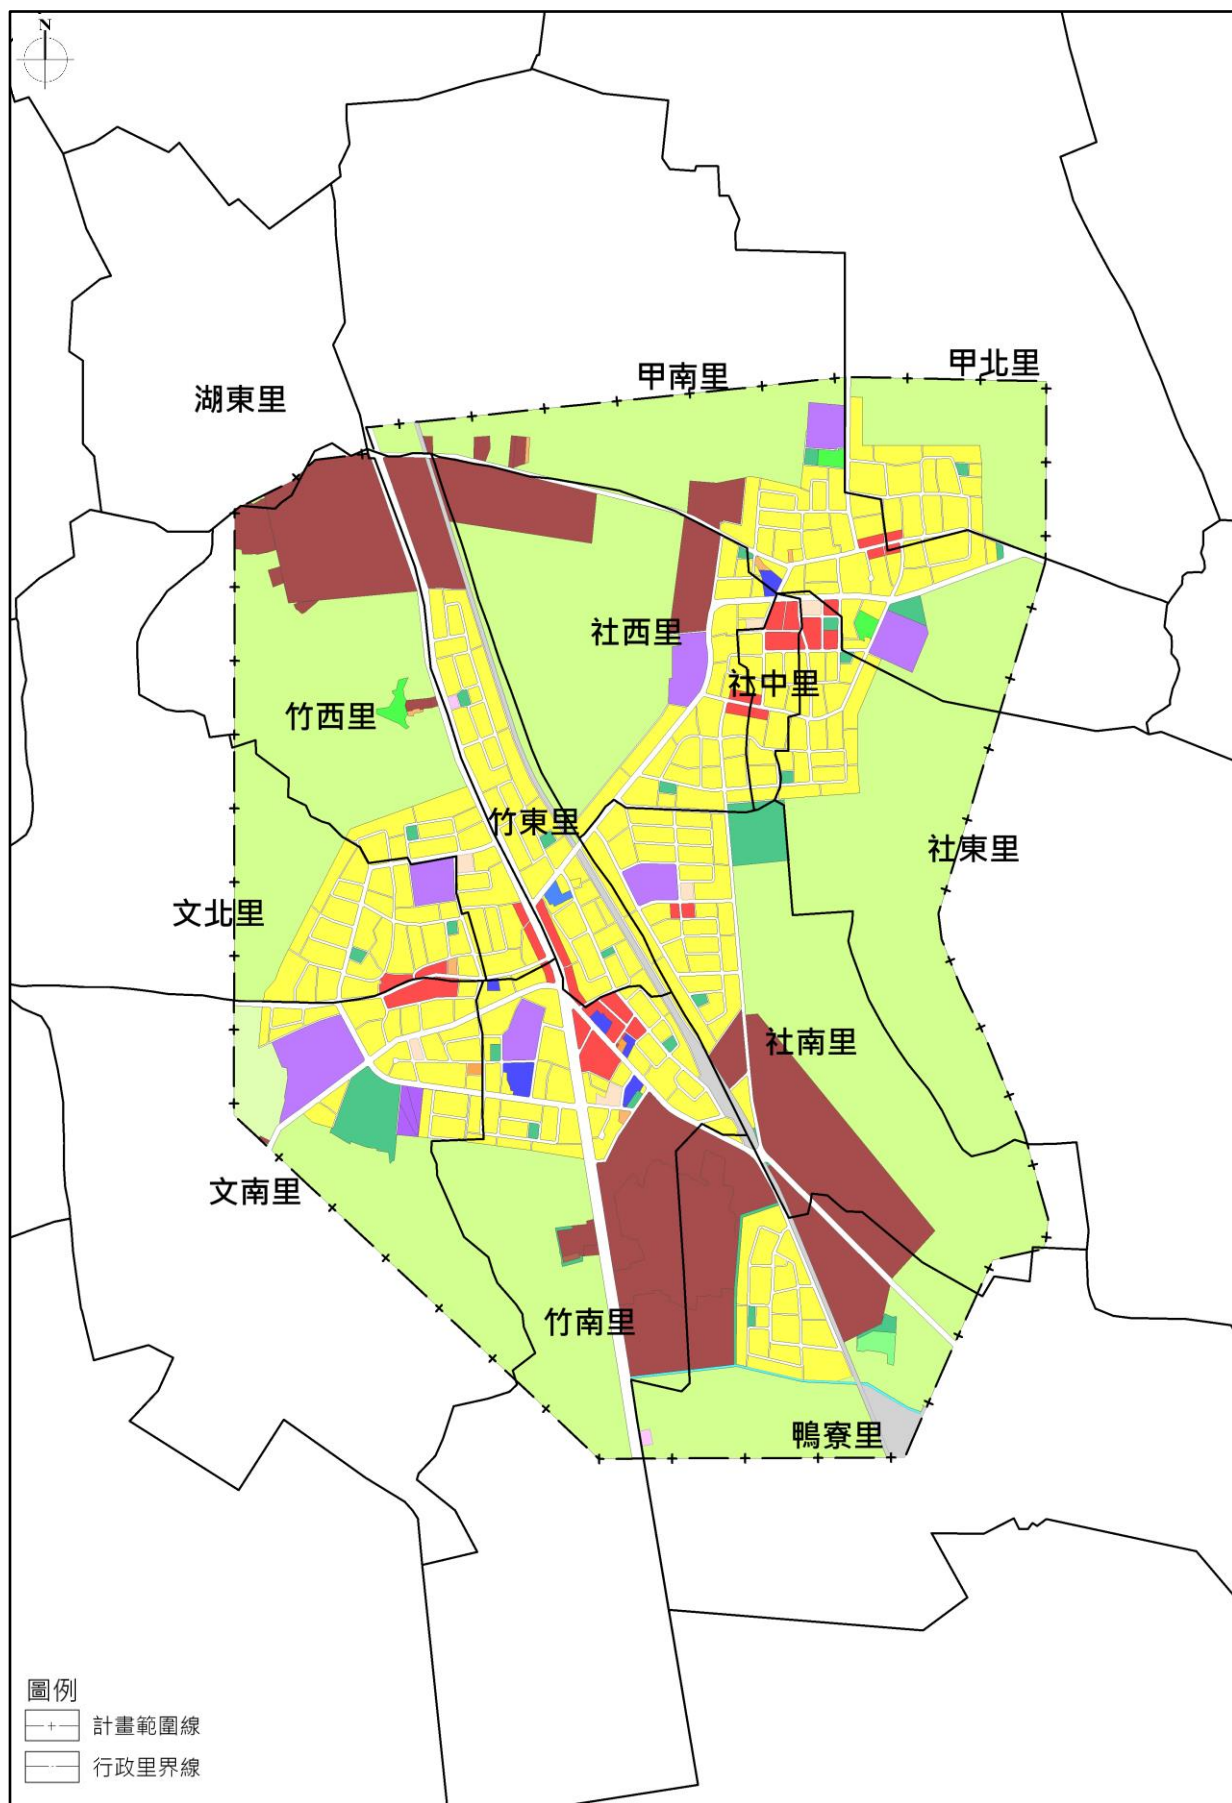 N
甲北里
甲南里
湖東里
社西里
社中里
竹西里
竹東里
社東里
文北里
社南里
文南里
竹南里
鴨寮里
圖例
計畫範圍線
行政里界線